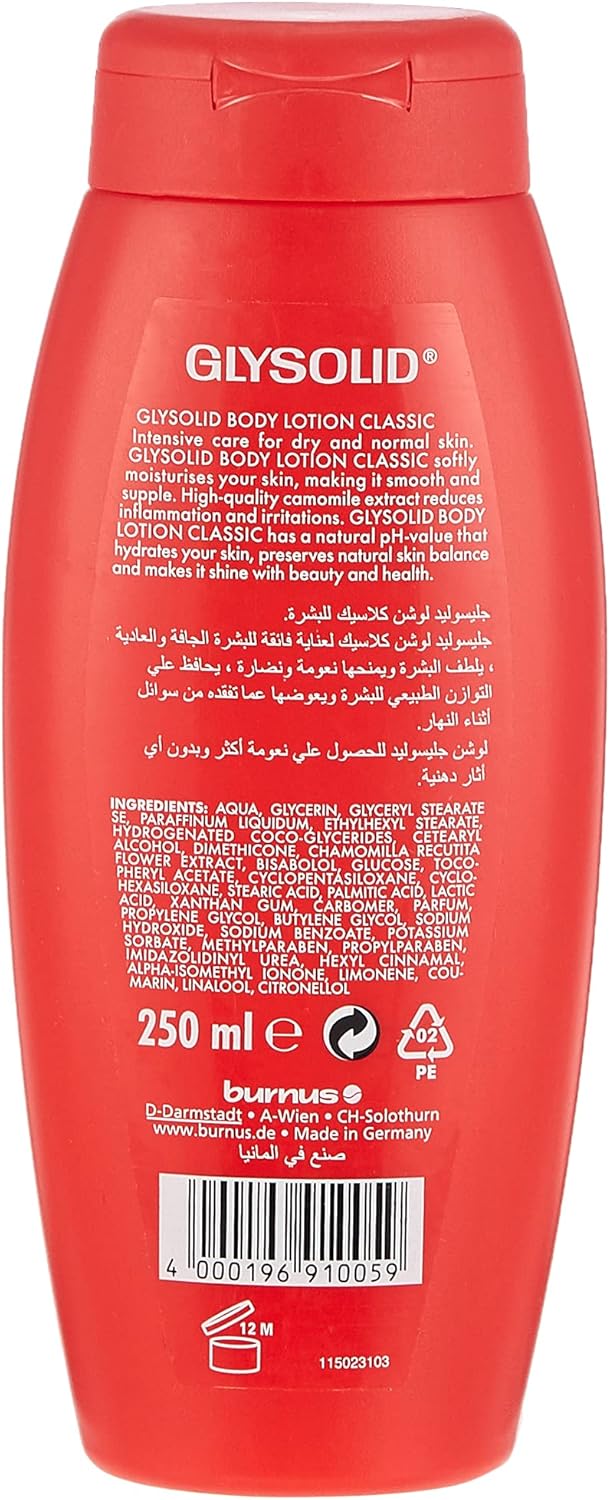 GLYSOLID®
GLYSOLID BODY LOTION CLASSIC
Intensive care for dry and normal skin.
GLYSOLID BODY LOTION CLASSIC softly
moisturises your skin, making it smooth and
supple. High-quality camomile extract reduces
inflammation and irritations. GLYSOLID BODY
LOTION CLASSIC has a natural pH-value that
hydrates your skin, preserves natural skin balance
and makes it shine with beauty and health.
جليسوليد لوشن كلاسيك للبشرة.
جليسوليد لوشن كلاسيك لعناية فائقة للبشرة الجافة والعادية
، يلطف البشرة ويمنحها نعومة ونضارة ، يحافظ علي
التوازن الطبيعي للبشرة ويعوضها عما تفقده من سوائل
أثناء النهار.
لوشن جليسوليد للحصول علي نعومة أكثر وبدون أي
أثار دهنية.
INGREDIENTS: AQUA, GLYCERIN, GLYCERYL STEARATE
SE, PARAFFINUM LIQUIDUM, ETHYLHEXYL STEARATE,
HYDROGENATED COCO-GLYCERIDES, CETEARYL
ALCOHOL, DIMETHICONE, CHAMOMILLA RECUTITA
FLOWER EXTRACT, BISABOLOL, GLUCOSE, TOCO-
PHERYL ACETATE, CYCLOPENTASILOXANE, CYCLO-
HEXASILOXANE, STEARIC ACID, PALMITIC ACID, LACTIC
ACID, XANTHAN GUM, CARBOMER, PARFUM,
PROPYLENE GLYCOL, BUTYLENE GLYCOL, SODIUM
HYDROXIDE, SODIUM BENZOATE, POTASSIUM
SORBATE, METHYLPARABEN, PROPYLPARABEN,
IMIDAZOLIDINYL UREA, HEXYL CINNAMAL,
ALPHA-ISOMETHYL IONONE, LIMONENE, COU-
MARIN, LINALOOL, CITRONELLOL
250 ml e 02
PE
burnus
D-Darmstadt • A-Wien • CH-Solothurn
www.burnus.de • Made in Germany
صنع في المانيا
4 000196 910059
12 M
115023103